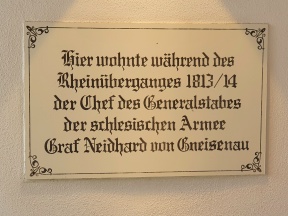 Hier wohnte während des
Rheinüberganges 1813/14
der Chef des Generalstabes
der schlesischen Armee
Graf Neidhard von Gneisenau